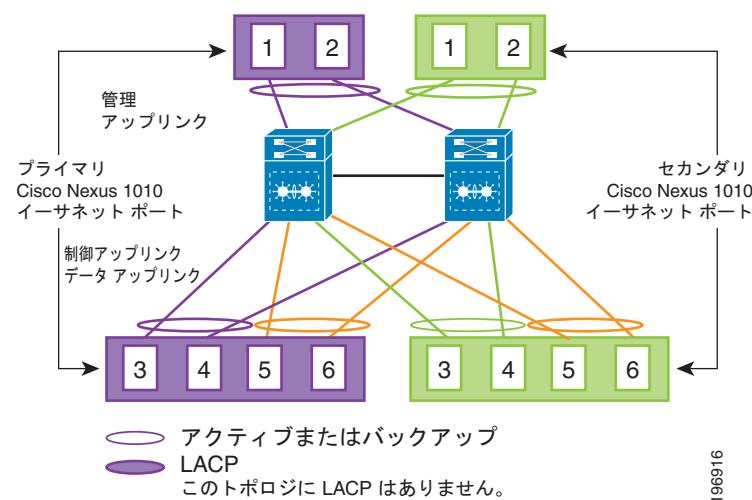 1 2 1 2
管理
アップリンク
プライマリ
Cisco Nexus 1010
イーサネット ポート
セカンダリ
Cisco Nexus 1010
イーサネット ポート
制御アップリンク
データ アップリンク
3 4 5 6 3 4 5 6
アクティブまたはバックアップ
LACP
このトポロジに LACP はありません。
196916